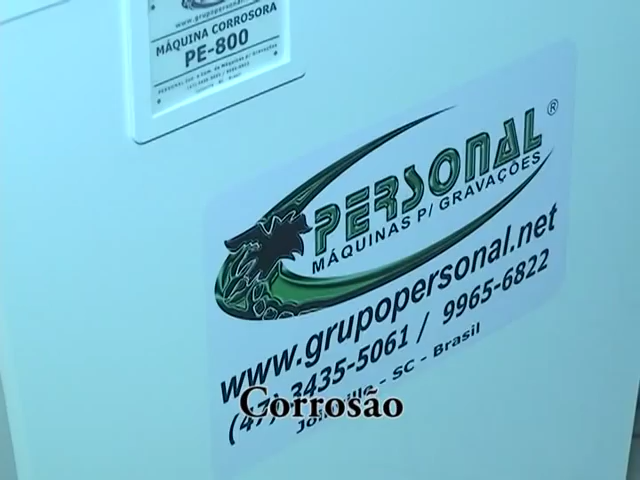 www.grupopersonal
MÁQUINA CORROSORA
PE-800
PERSONAL
®
MÁQUINAS P/ GRAVAÇÕES
www.grupopersonal.net
(47) 3435-5061 / 9965-6822
Joinville - SC - Brasil
Corrosão